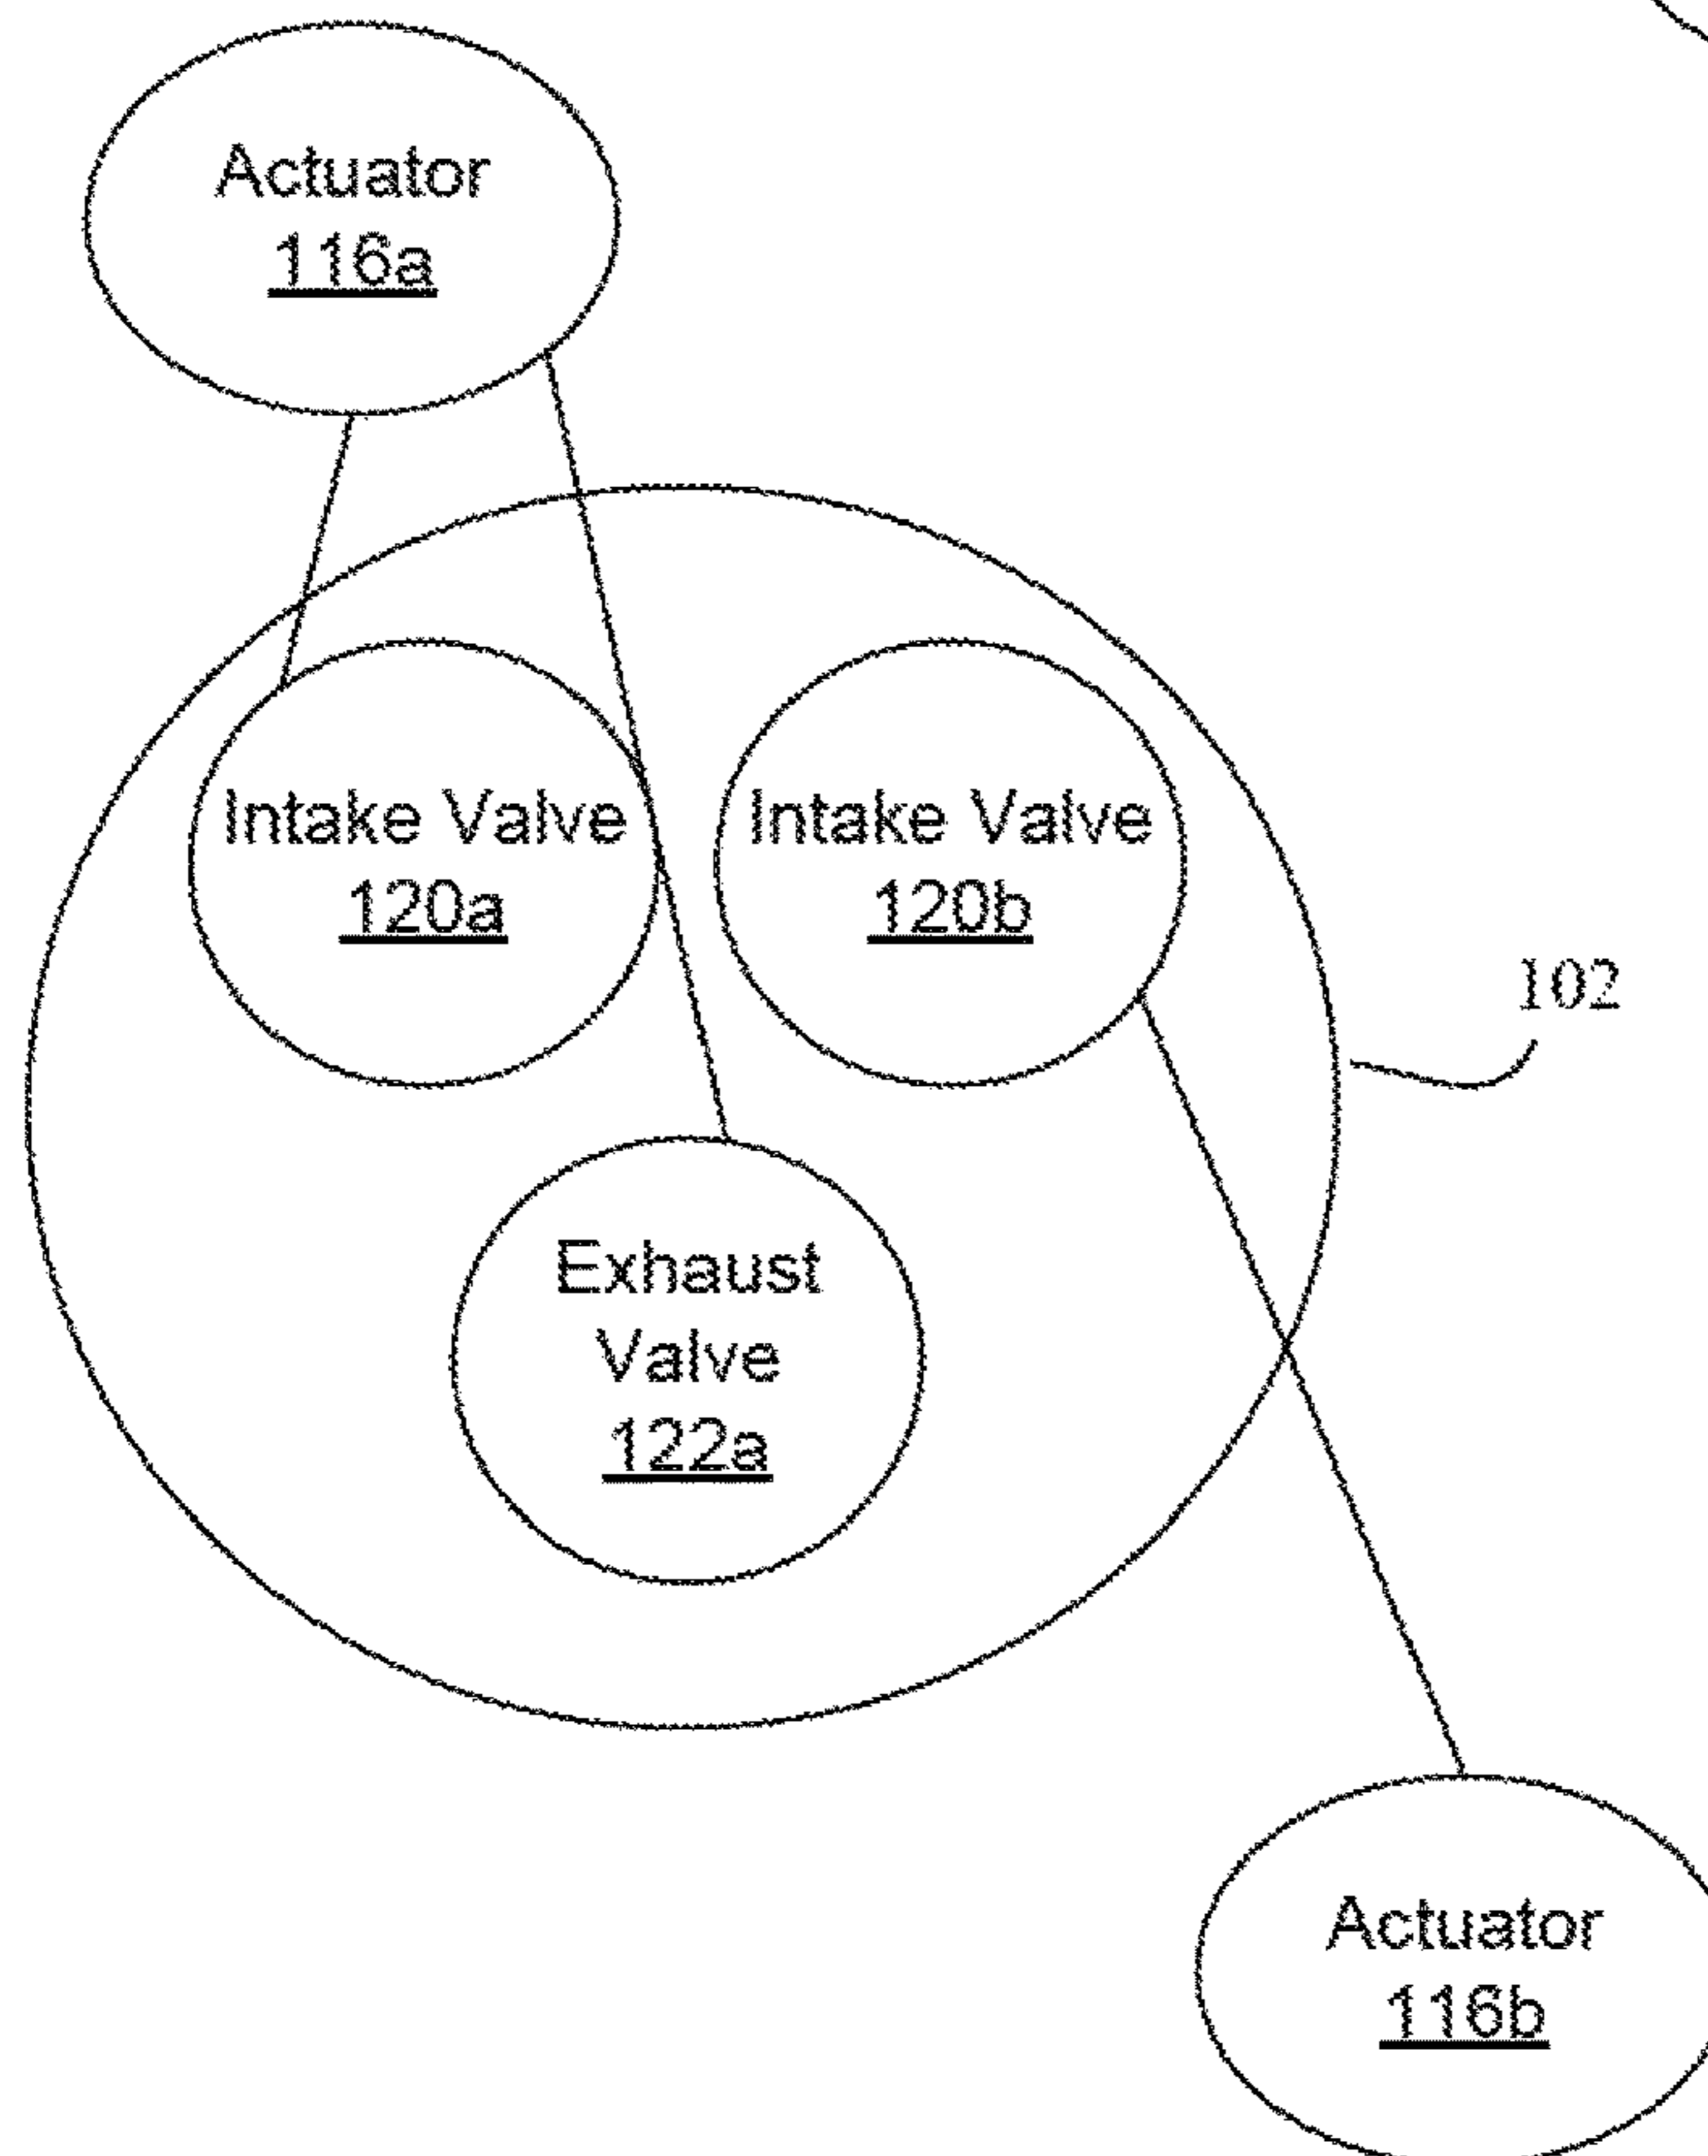 Actuator
116a
Intake Valve
120a
Intake Valve
120b
102
Exhaust
Valve
122a
Actuator
116b